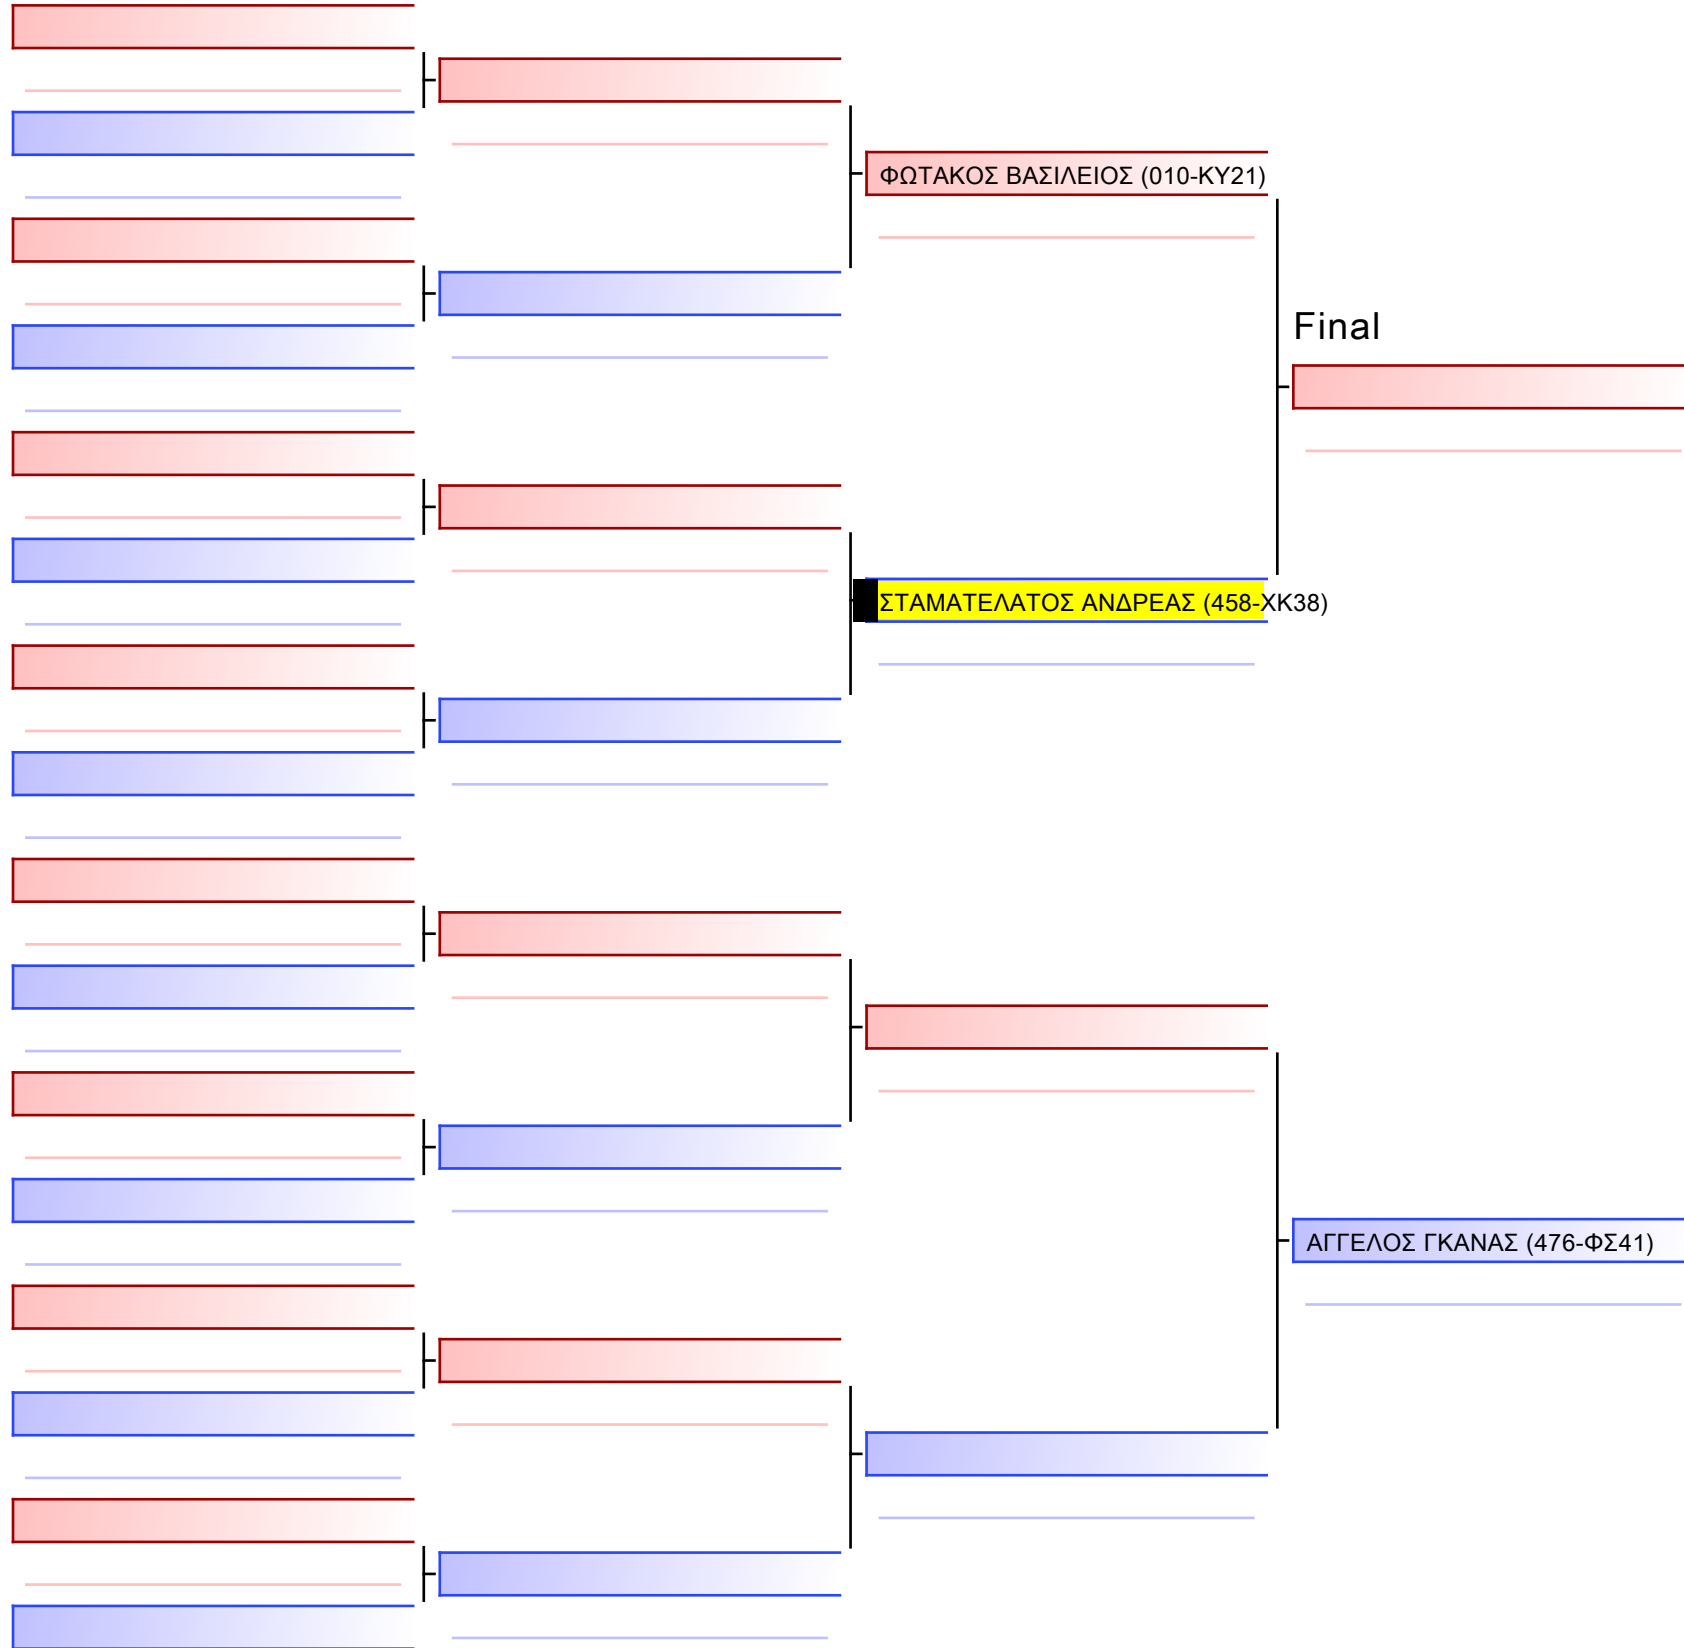 ΦΩΤΑΚΟΣ ΒΑΣΙΛΕΙΟΣ (010-ΚΥ21)
Final
ΣΤΑΜΑΤΕΛΑΤΟΣ ΑΝΔΡΕΑΣ (458-ΧΚ38)
ΑΓΓΕΛΟΣ ΓΚΑΝΑΣ (476-ΦΣ41)